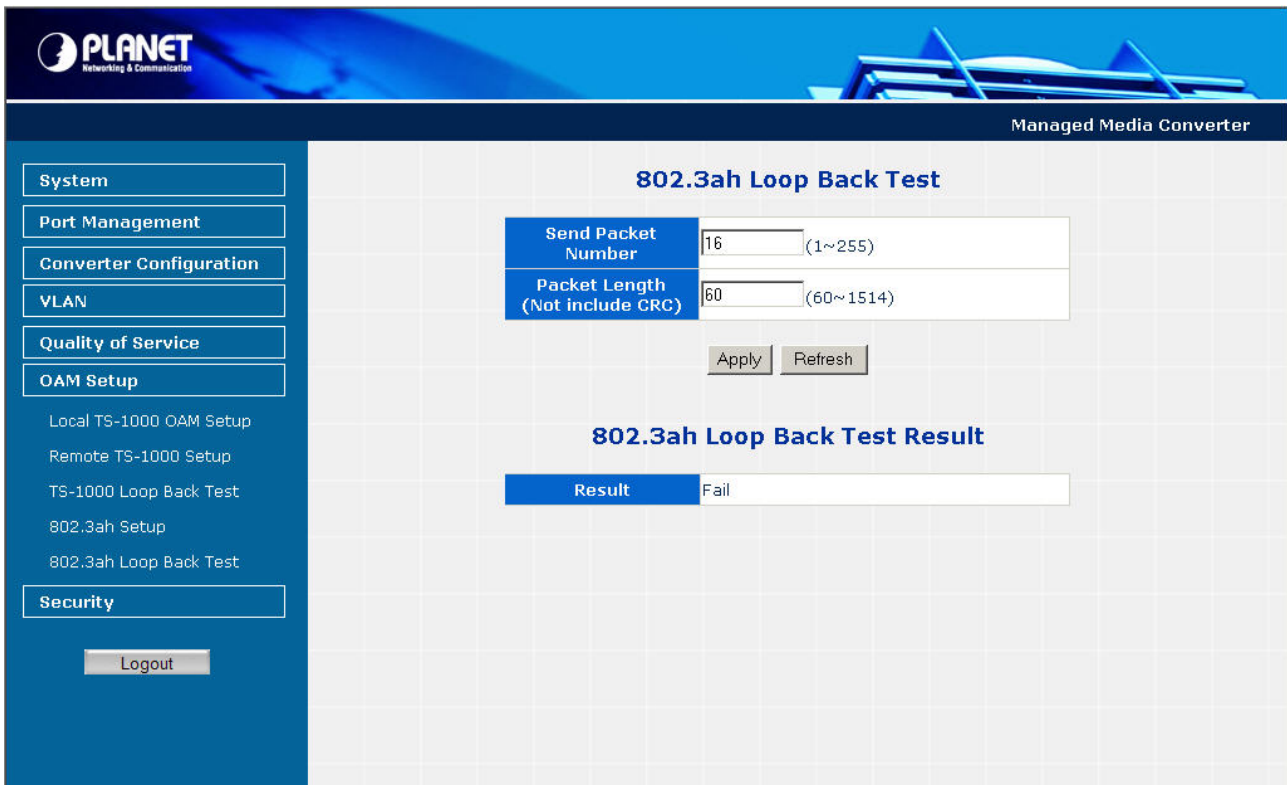 PLANET
Networking & Communication
Managed Media Converter
System
Port Management
Converter Configuration
VLAN
Quality of Service
OAM Setup
Local TS-1000 OAM Setup
Remote TS-1000 Setup
TS-1000 Loop Back Test
802.3ah Setup
802.3ah Loop Back Test
Security
Logout
802.3ah Loop Back Test
Send Packet
Number
16 (1~255)
Packet Length
(Not include CRC)
60 (60~1514)
Apply Refresh
802.3ah Loop Back Test Result
Result Fail